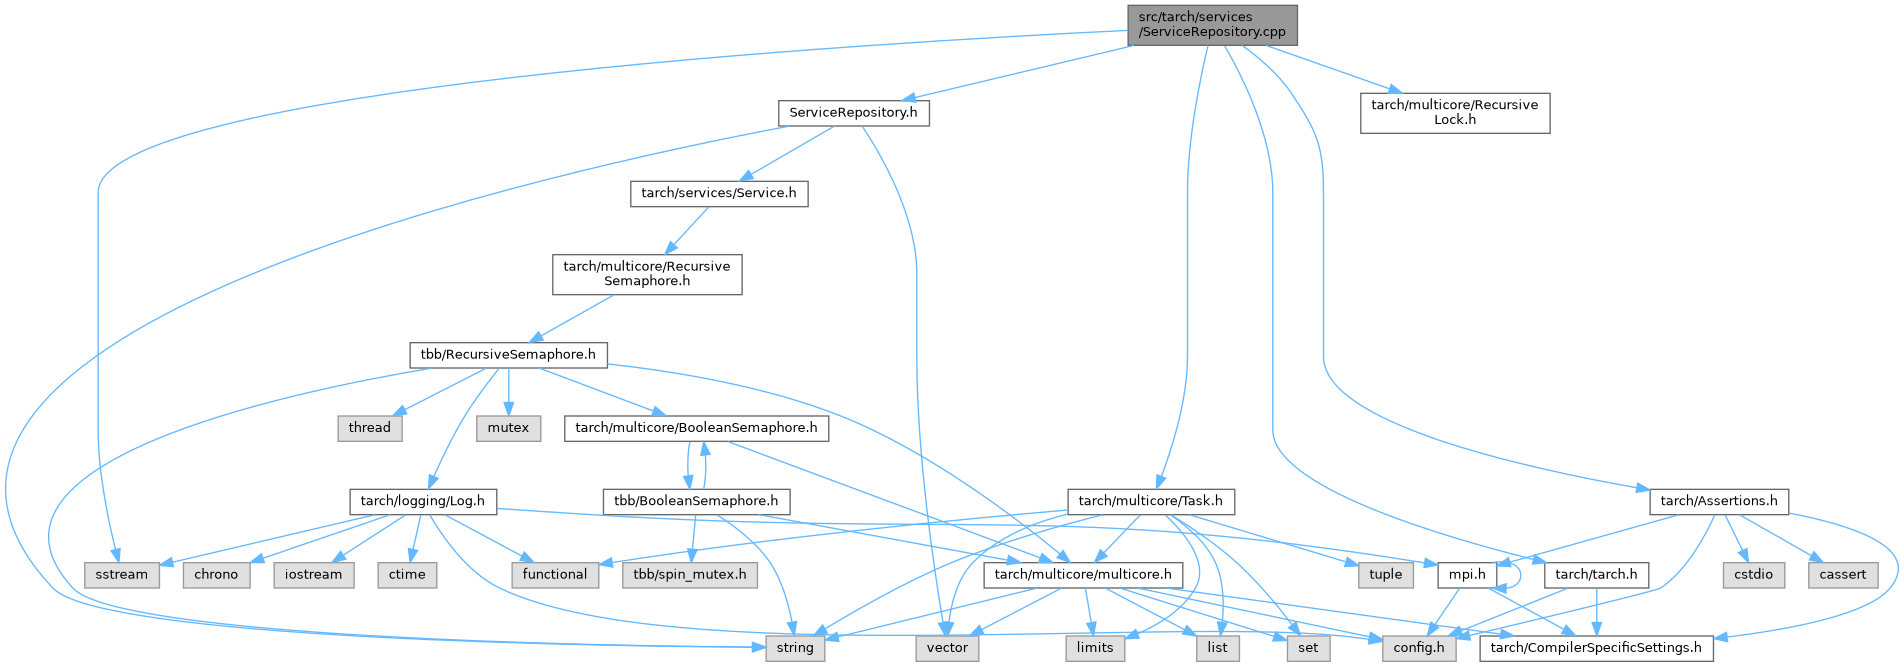 src/tarch/services
/ServiceRepository.cpp
ServiceRepository.h
tarch/multicore/Recursive
Lock.h
tarch/services/Service.h
tarch/multicore/Recursive
Semaphore.h
tbb/RecursiveSemaphore.h
thread
mutex
tarch/multicore/BooleanSemaphore.h
tarch/logging/Log.h
tbb/BooleanSemaphore.h
tarch/multicore/Task.h
tarch/Assertions.h
sstream
chrono
iostream
ctime
functional
tbb/spin_mutex.h
tarch/multicore/multicore.h
tuple
mpi.h
tarch/tarch.h
cstdio
cassert
string
vector
limits
list
set
config.h
tarch/CompilerSpecificSettings.h